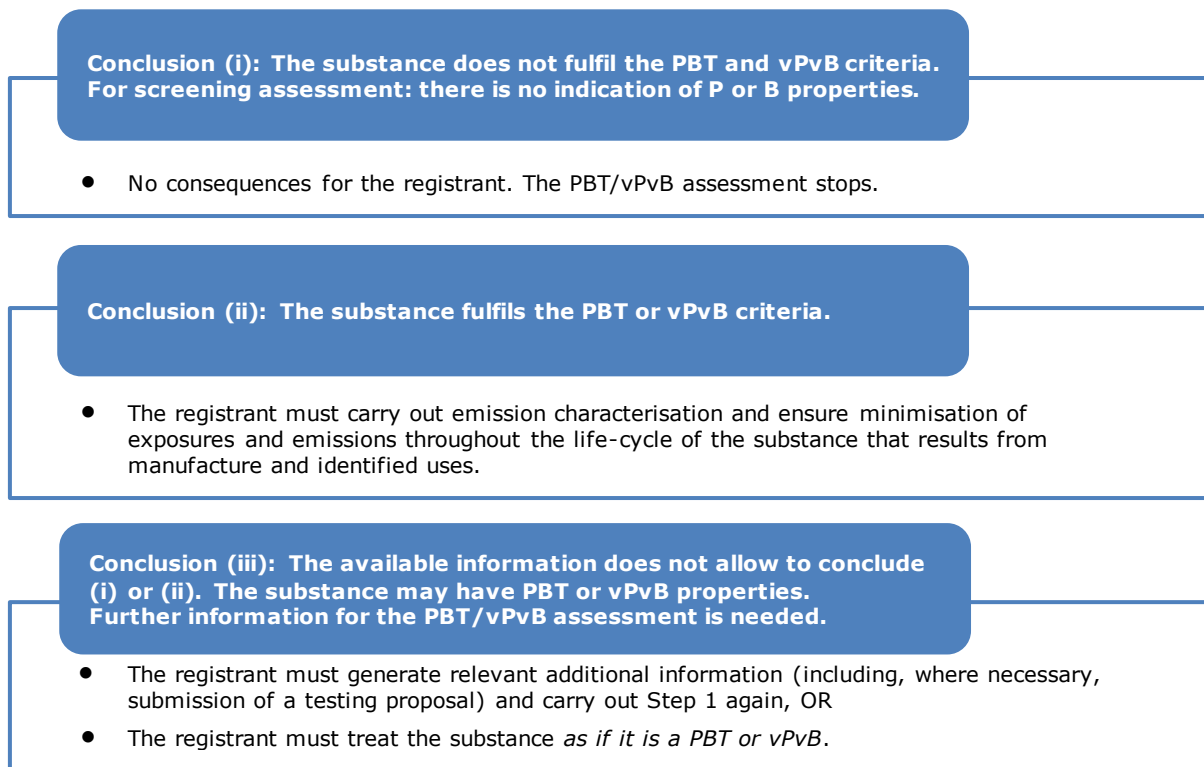 Conclusion (i): The substance does not fulfil the PBT and vPvB criteria.
For screening assessment: there is no indication of P or B properties.
• No consequences for the registrant. The PBT/vPvB assessment stops.
Conclusion (ii): The substance fulfils the PBT or vPvB criteria.
• The registrant must carry out emission characterisation and ensure minimisation of
exposures and emissions throughout the life-cycle of the substance that results from
manufacture and identified uses.
Conclusion (iii): The available information does not allow to conclude
(i) or (ii). The substance may have PBT or vPvB properties.
Further information for the PBT/vPvB assessment is needed.
• The registrant must generate relevant additional information (including, where necessary,
submission of a testing proposal) and carry out Step 1 again, OR
• The registrant must treat the substance as if it is a PBT or vPvB.